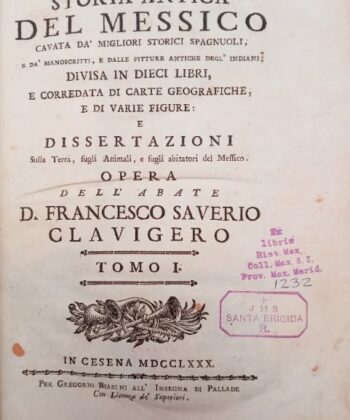 STORIA ANTICA
DEL MESSICO
CAVATA DA' MIGLIORI STORICI SPAGNUOLI,
E DA' MANOSCRITTI, E DALLE PITTURE ANTICHE DEGL' INDIANI;
DIVISA IN DIECI LIBRI,
E CORREDATA DI CARTE GEOGRAFICHE,
E DI VARIE FIGURE:
E
DISSERTAZIONI
Sulla Terra, sugli Animali, e sugli abitatori del Messico.
OPERA
DELL' ABATE
D. FRANCESCO SAVERIO
CLAVIGERO
TOMO I.
Ex
libris
Hist. Mex.
Coll. Max S. I.
Prov. Mex. Merid.
1232
J H S
SANTA BRIGIDA
IN CESENA MDCCLXXX.
PER GREGORIO BIASINI ALL' INSEGNA DI PALLADE
Con Licenza de' Superiori.